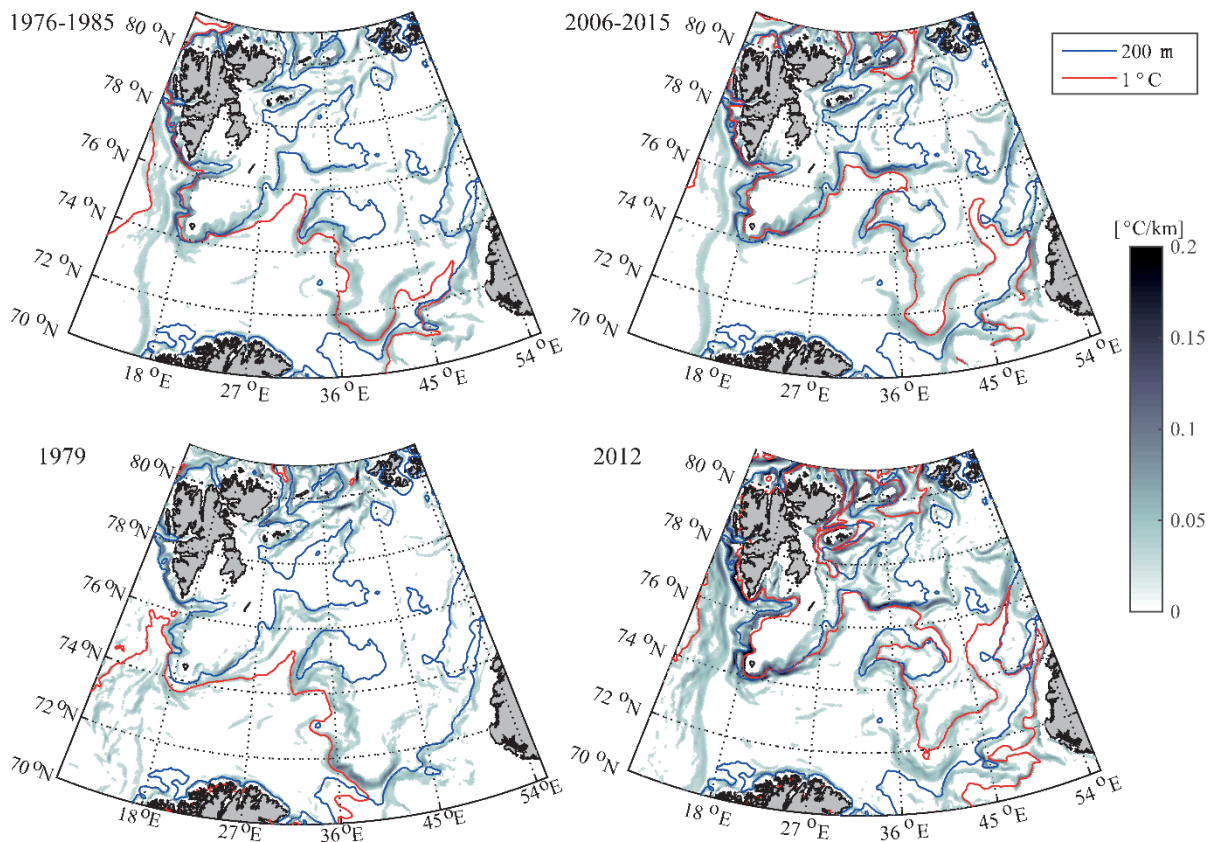 1976-1985
80 °N
78 °N
76 °N
74 °N
72 °N
70 °N
18 °E
27 °E
36 °E
45 °E
54 °E
2006-2015
80 °N
78 °N
76 °N
74 °N
72 °N
70 °N
18 °E
27 °E
36 °E
45 °E
54 °E
200 m
1 °C
[°C/km]
0.2
0.15
0.1
0.05
0
1979
80 °N
78 °N
76 °N
74 °N
72 °N
70 °N
18 °E
27 °E
36 °E
45 °E
54 °E
2012
80 °N
78 °N
76 °N
74 °N
72 °N
70 °N
18 °E
27 °E
36 °E
45 °E
54 °E